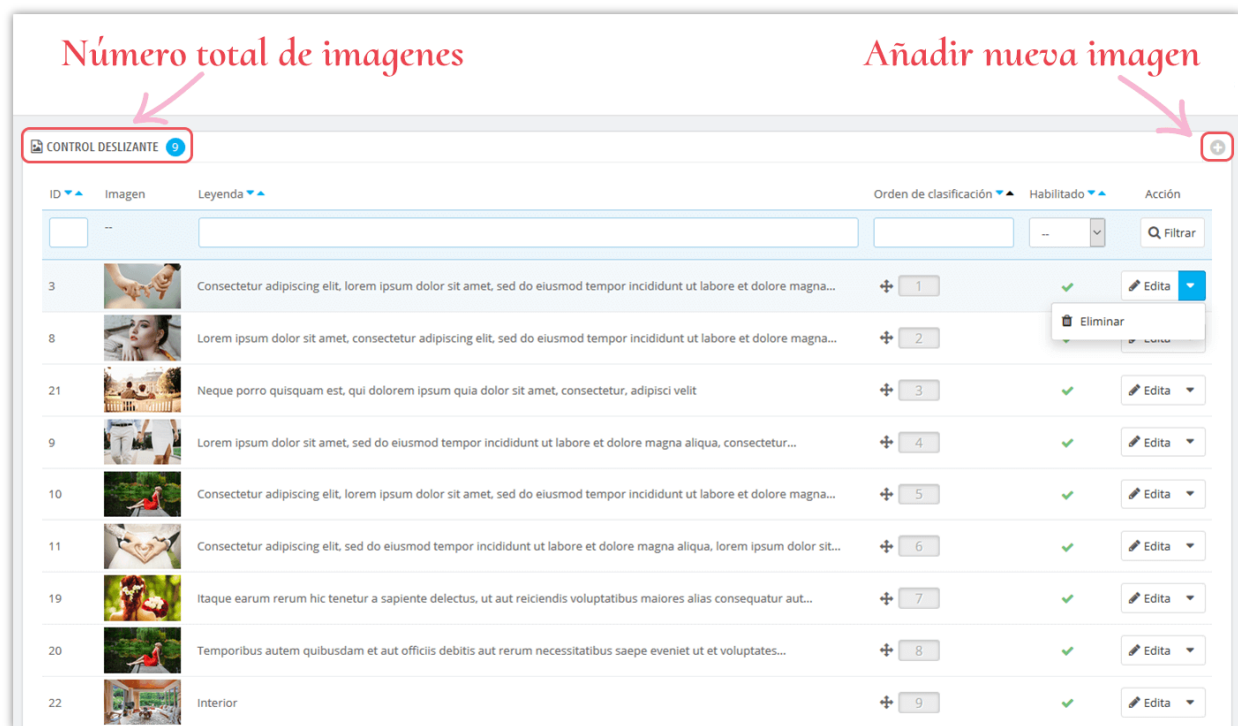 Número total de imagenes
Añadir nueva imagen
CONTROL DESLIZANTE 9
ID Imagen Leyenda Orden de clasificación Habilitado Acción
-- -- Filtrar
3 Consectetur adipiscing elit, lorem ipsum dolor sit amet, sed do eiusmod tempor incididunt ut labore et dolore magna... 1 Edita
Eliminar
8 Lorem ipsum dolor sit amet, consectetur adipiscing elit, sed do eiusmod tempor incididunt ut labore et dolore magna... 2
21 Neque porro quisquam est, qui dolorem ipsum quia dolor sit amet, consectetur, adipisci velit 3 Edita
9 Lorem ipsum dolor sit amet, sed do eiusmod tempor incididunt ut labore et dolore magna aliqua, consectetur... 4 Edita
10 Consectetur adipiscing elit, lorem ipsum dolor sit amet, sed do eiusmod tempor incididunt ut labore et dolore magna... 5 Edita
11 Consectetur adipiscing elit, sed do eiusmod tempor incididunt ut labore et dolore magna aliqua, lorem ipsum dolor sit... 6 Edita
19 Itaque earum rerum hic tenetur a sapiente delectus, ut aut reiciendis voluptatibus maiores alias consequatur aut... 7 Edita
20 Temporibus autem quibusdam et aut officiis debitis aut rerum necessitatibus saepe eveniet ut et voluptates... 8 Edita
22 Interior 9 Edita